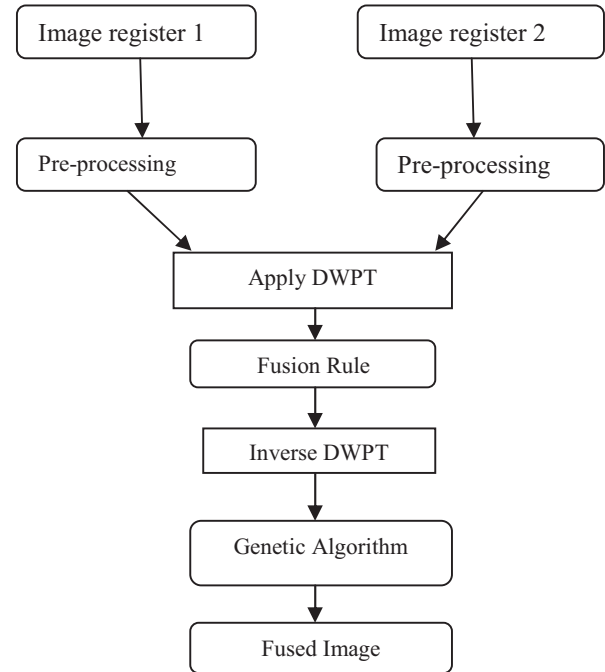 Image register 1
Image register 2
Pre-processing
Pre-processing
Apply DWPT
Fusion Rule
Inverse DWPT
Genetic Algorithm
Fused Image